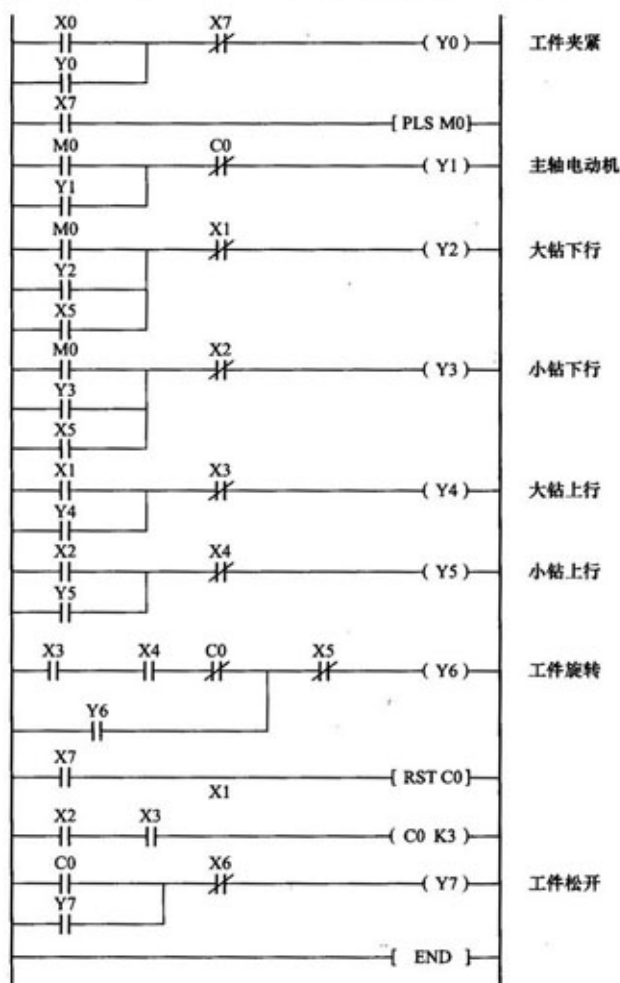 X0 X7
( Y0 ) 工件夹紧
Y0
X7
[ PLS M0]
M0 C0
( Y1 ) 主轴电动机
Y1
M0 X1
( Y2 ) 大钻下行
Y2
X5
M0 X2
( Y3 ) 小钻下行
Y3
X5
X1 X3
( Y4 ) 大钻上行
Y4
X2 X4
( Y5 ) 小钻上行
Y5
X3 X4 C0 X5
( Y6 ) 工件旋转
Y6
X7
[ RST C0]
X1
X2 X3
( C0 K3 )
C0 X6
( Y7 ) 工件松开
Y7
[ END ]